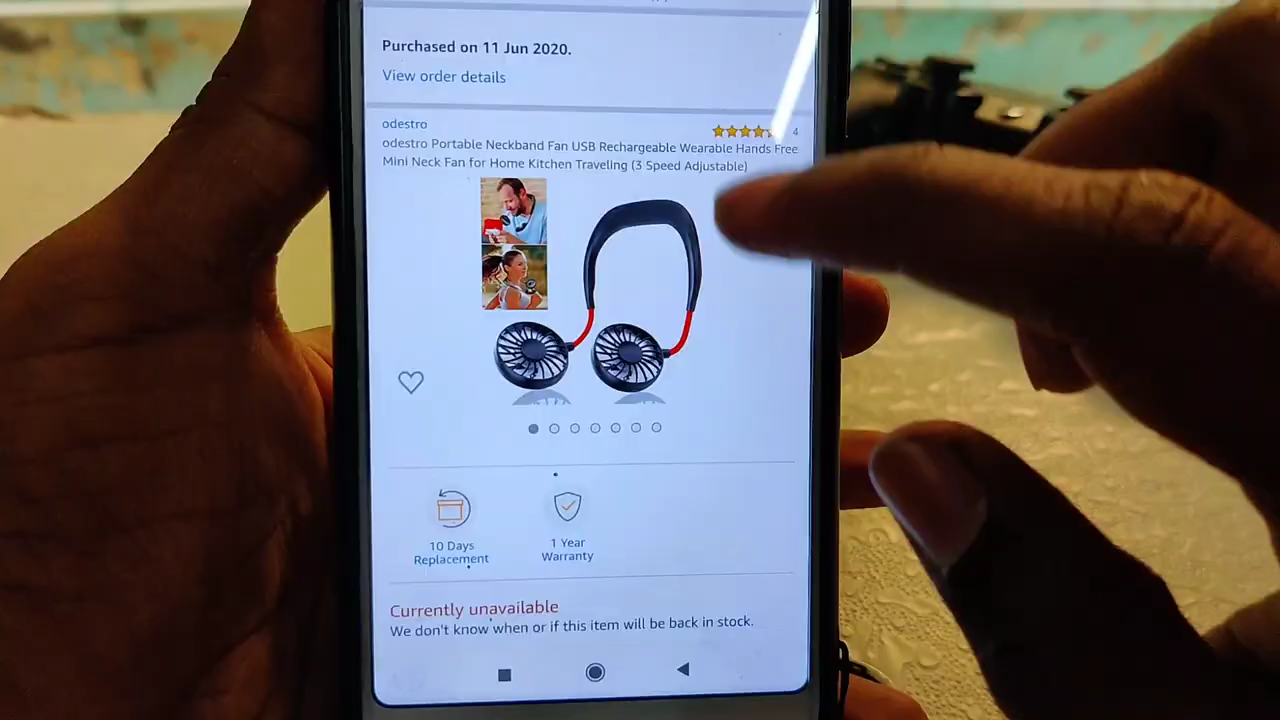 Purchased on 11 Jun 2020.
View order details
odestro
4
odestro Portable Neckband Fan USB Rechargeable Wearable Hands Free
Mini Neck Fan for Home Kitchen Traveling (3 Speed Adjustable)
10 Days
Replacement
1 Year
Warranty
Currently unavailable
We don't know when or if this item will be back in stock.